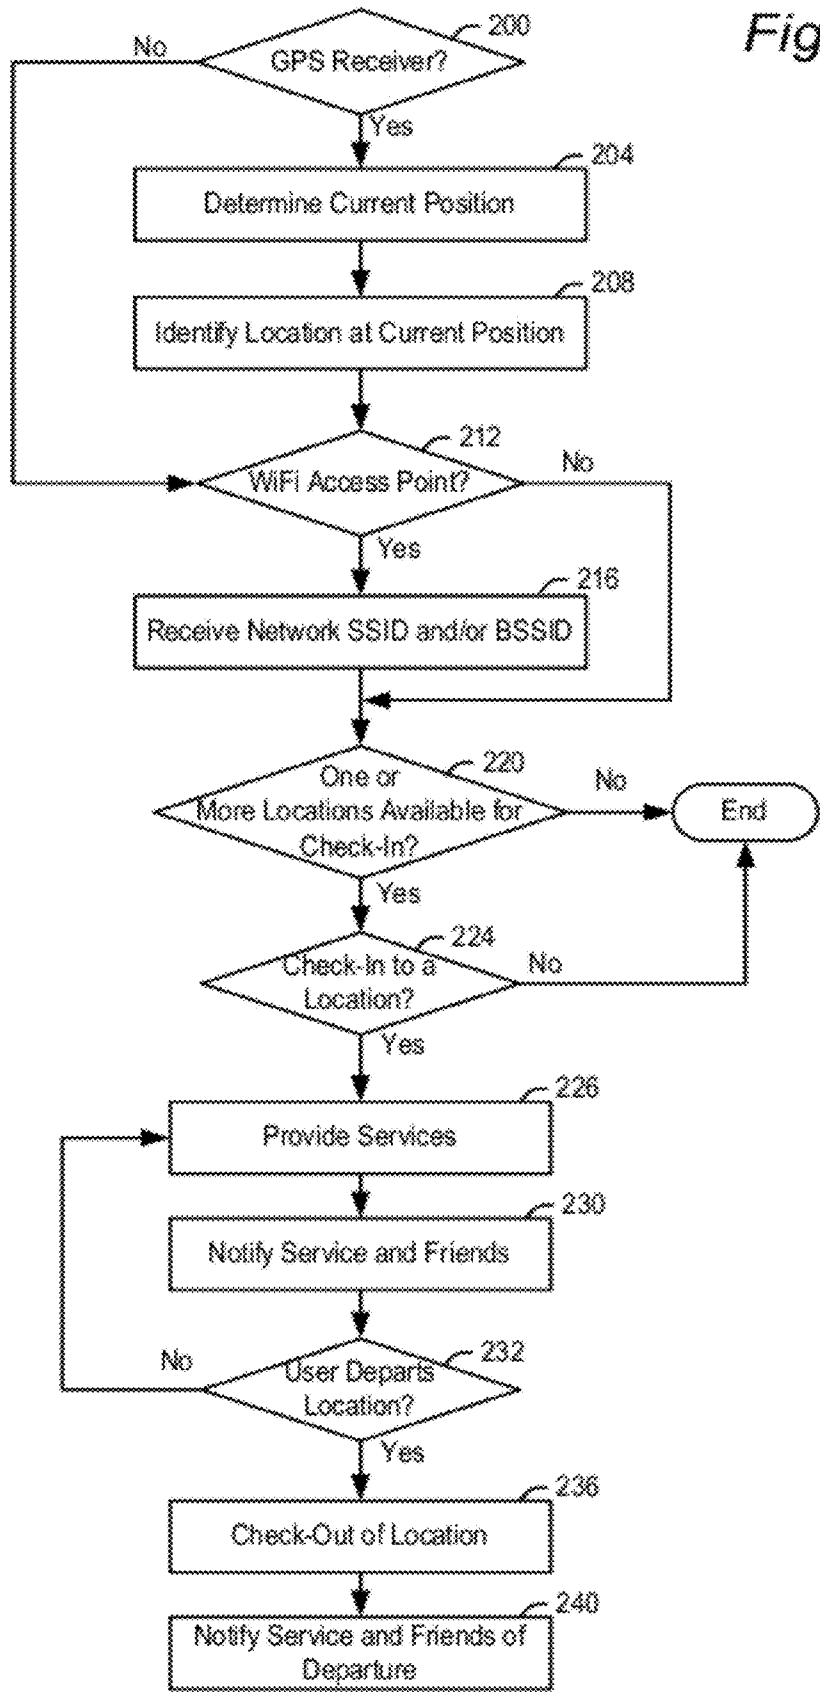 Fig
200
No
GPS Receiver?
Yes
204
Determine Current Position
208
Identify Location at Current Position
212
No
WiFi Access Point?
Yes
216
Receive Network SSID and/or BSSID
220
One or
More Locations Available for
Check-In?
No
End
Yes
224
Check-In to a
Location?
No
Yes
226
Provide Services
230
Notify Service and Friends
232
No
User Departs
Location?
Yes
236
Check-Out of Location
240
Notify Service and Friends of
Departure